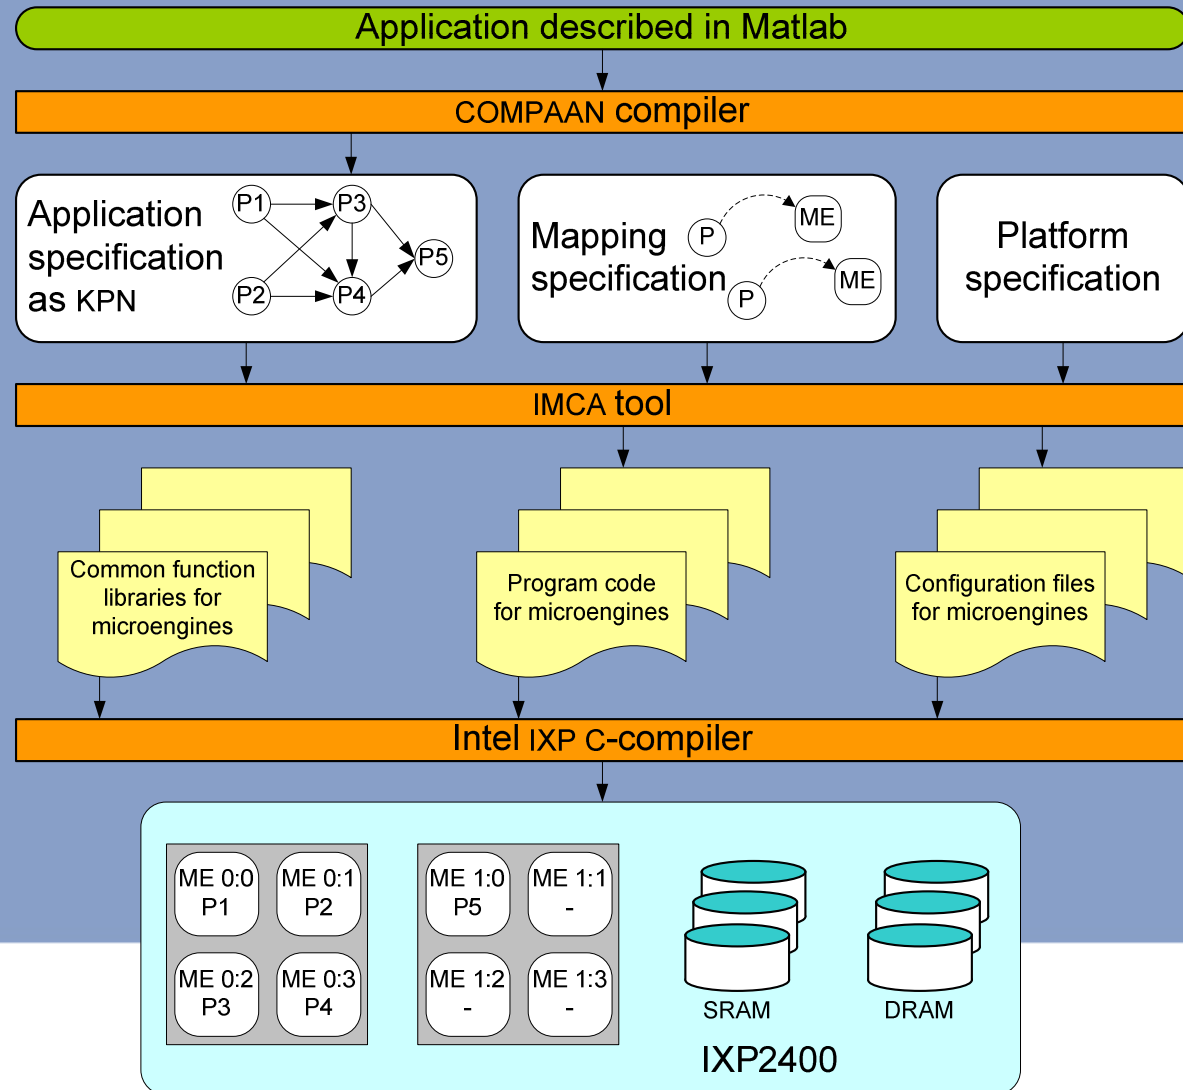 Application described in Matlab
COMPAAN compiler
Application
specification
as KPN
P1
P3
P5
P2
P4
Mapping
specification
P
ME
P
ME
Platform
specification
IMCA tool
Common function
libraries for
microengines
Program code
for microengines
Configuration files
for microengines
Intel IXP C-compiler
ME 0:0
P1
ME 0:1
P2
ME 0:2
P3
ME 0:3
P4
ME 1:0
P5
ME 1:1
-
ME 1:2
-
ME 1:3
-
SRAM
DRAM
IXP2400